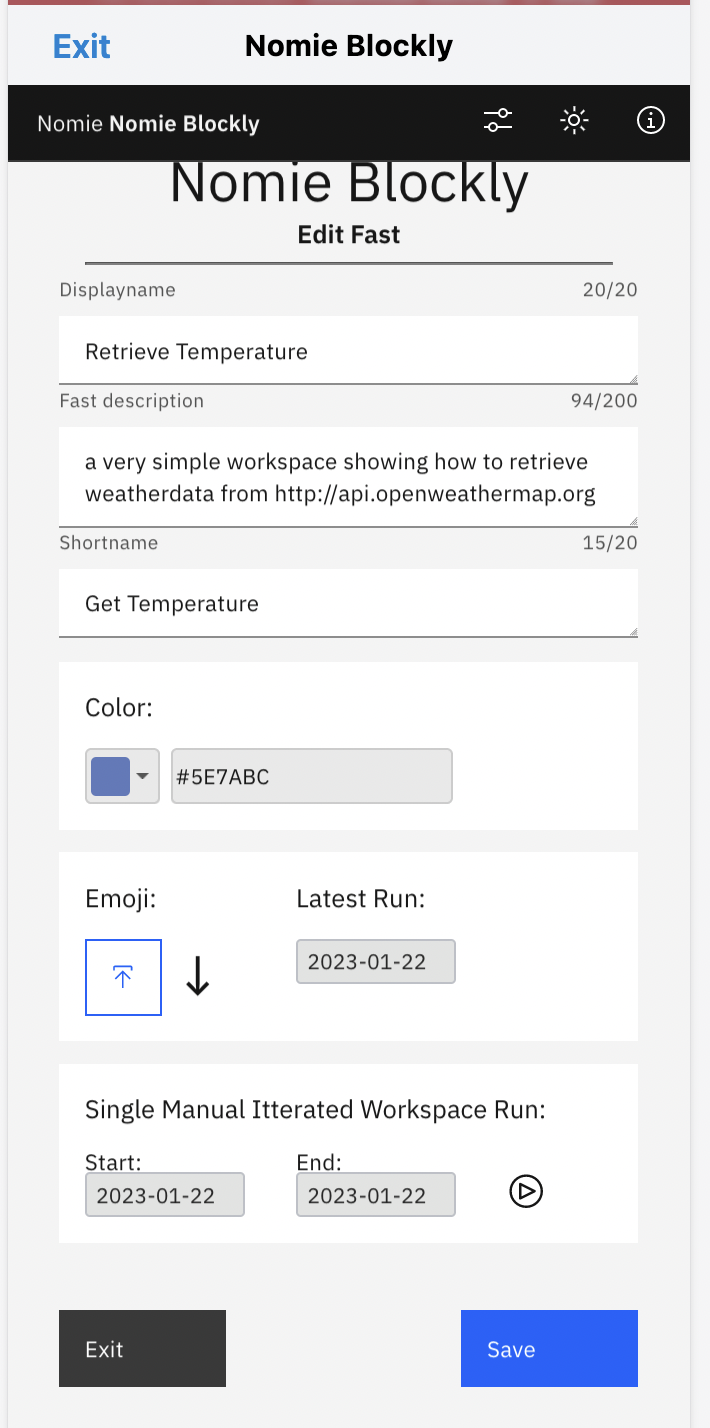 Exit Nomie Blockly
Nomie Nomie Blockly
Nomie Blockly
Edit Fast
Displayname 20/20
Retrieve Temperature
Fast description 94/200
a very simple workspace showing how to retrieve
weatherdata from http://api.openweathermap.org
Shortname 15/20
Get Temperature
Color:
#5E7ABC
Emoji: Latest Run:
2023-01-22
Single Manual Itterated Workspace Run:
Start: End:
2023-01-22 2023-01-22
Exit Save